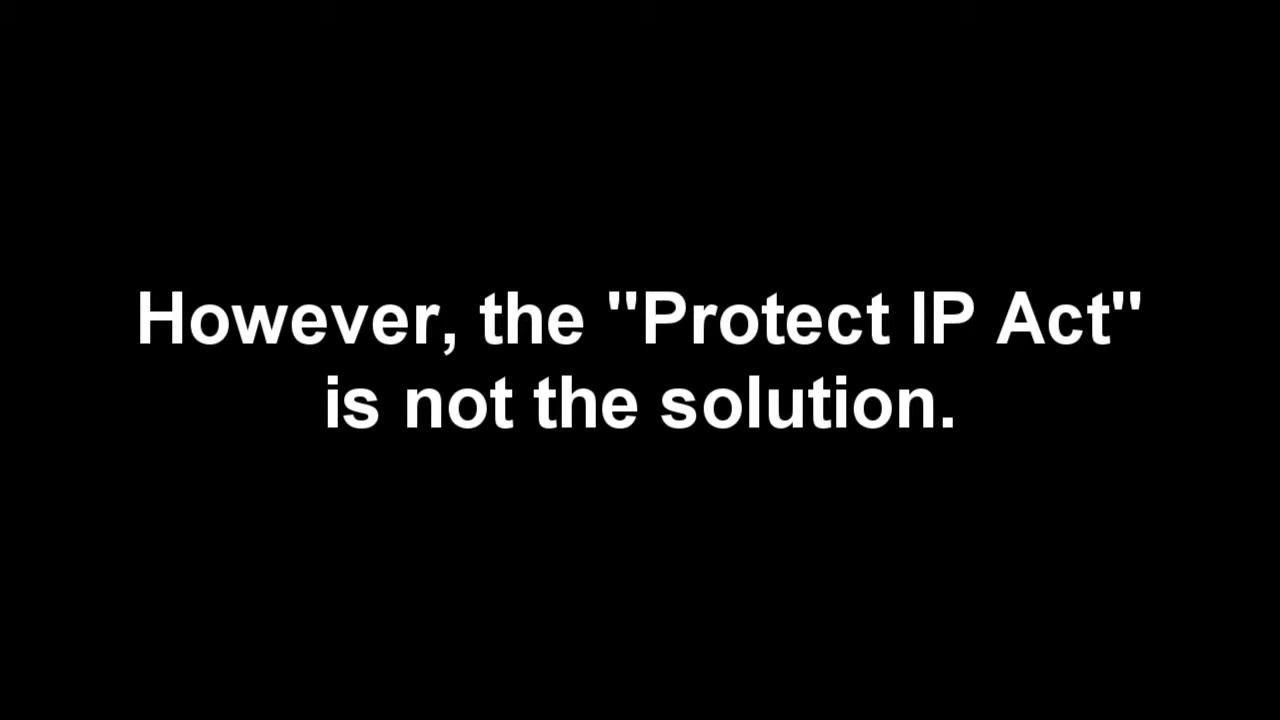 However, the "Protect IP Act"
is not the solution.